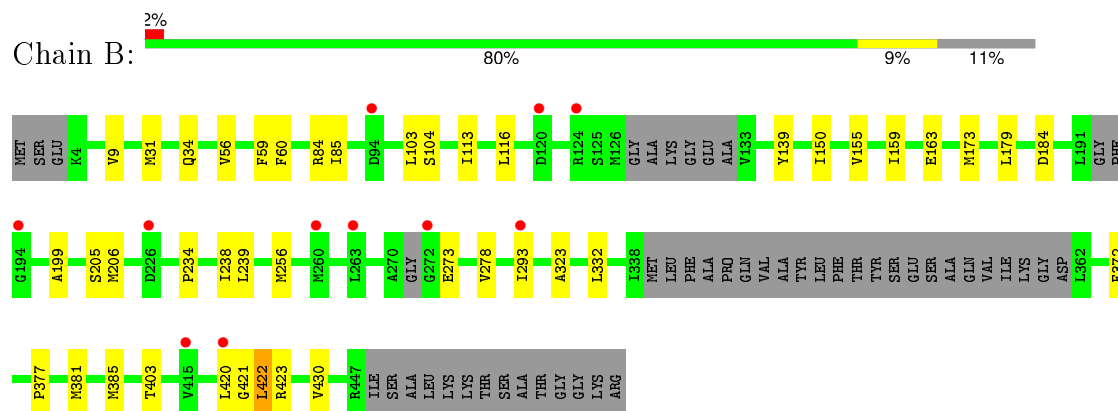 2%
Chain B:
80% 9% 11%
MET SER GLU K4 V9 M31 Q34 V56 F59 F60 R84 I85 D94 L103 S104 I113 L116 D120 R124 S125 M126 GLY ALA LYS GLY GLU ALA V133 Y139 I150 V155 I159 E163 M173 L179 D184 L191 GLY PHE
G194 A199 S205 M206 D226 P234 I238 L239 M256 M260 L263 A270 GLY G272 E273 V278 I293 A323 L332 I338 MET LEU PHE ALA PRO GLN VAL ALA TYR LEU PHE THR TYR SER GLU SER ALA GLN VAL ILE LYS GLY ASP L362
P377 M381 M385 T403 V415 L420 G421 L422 R423 V430 R447 ILE SER ALA LEU LYS LYS THR SER ALA THR GLY GLY LYS ARG